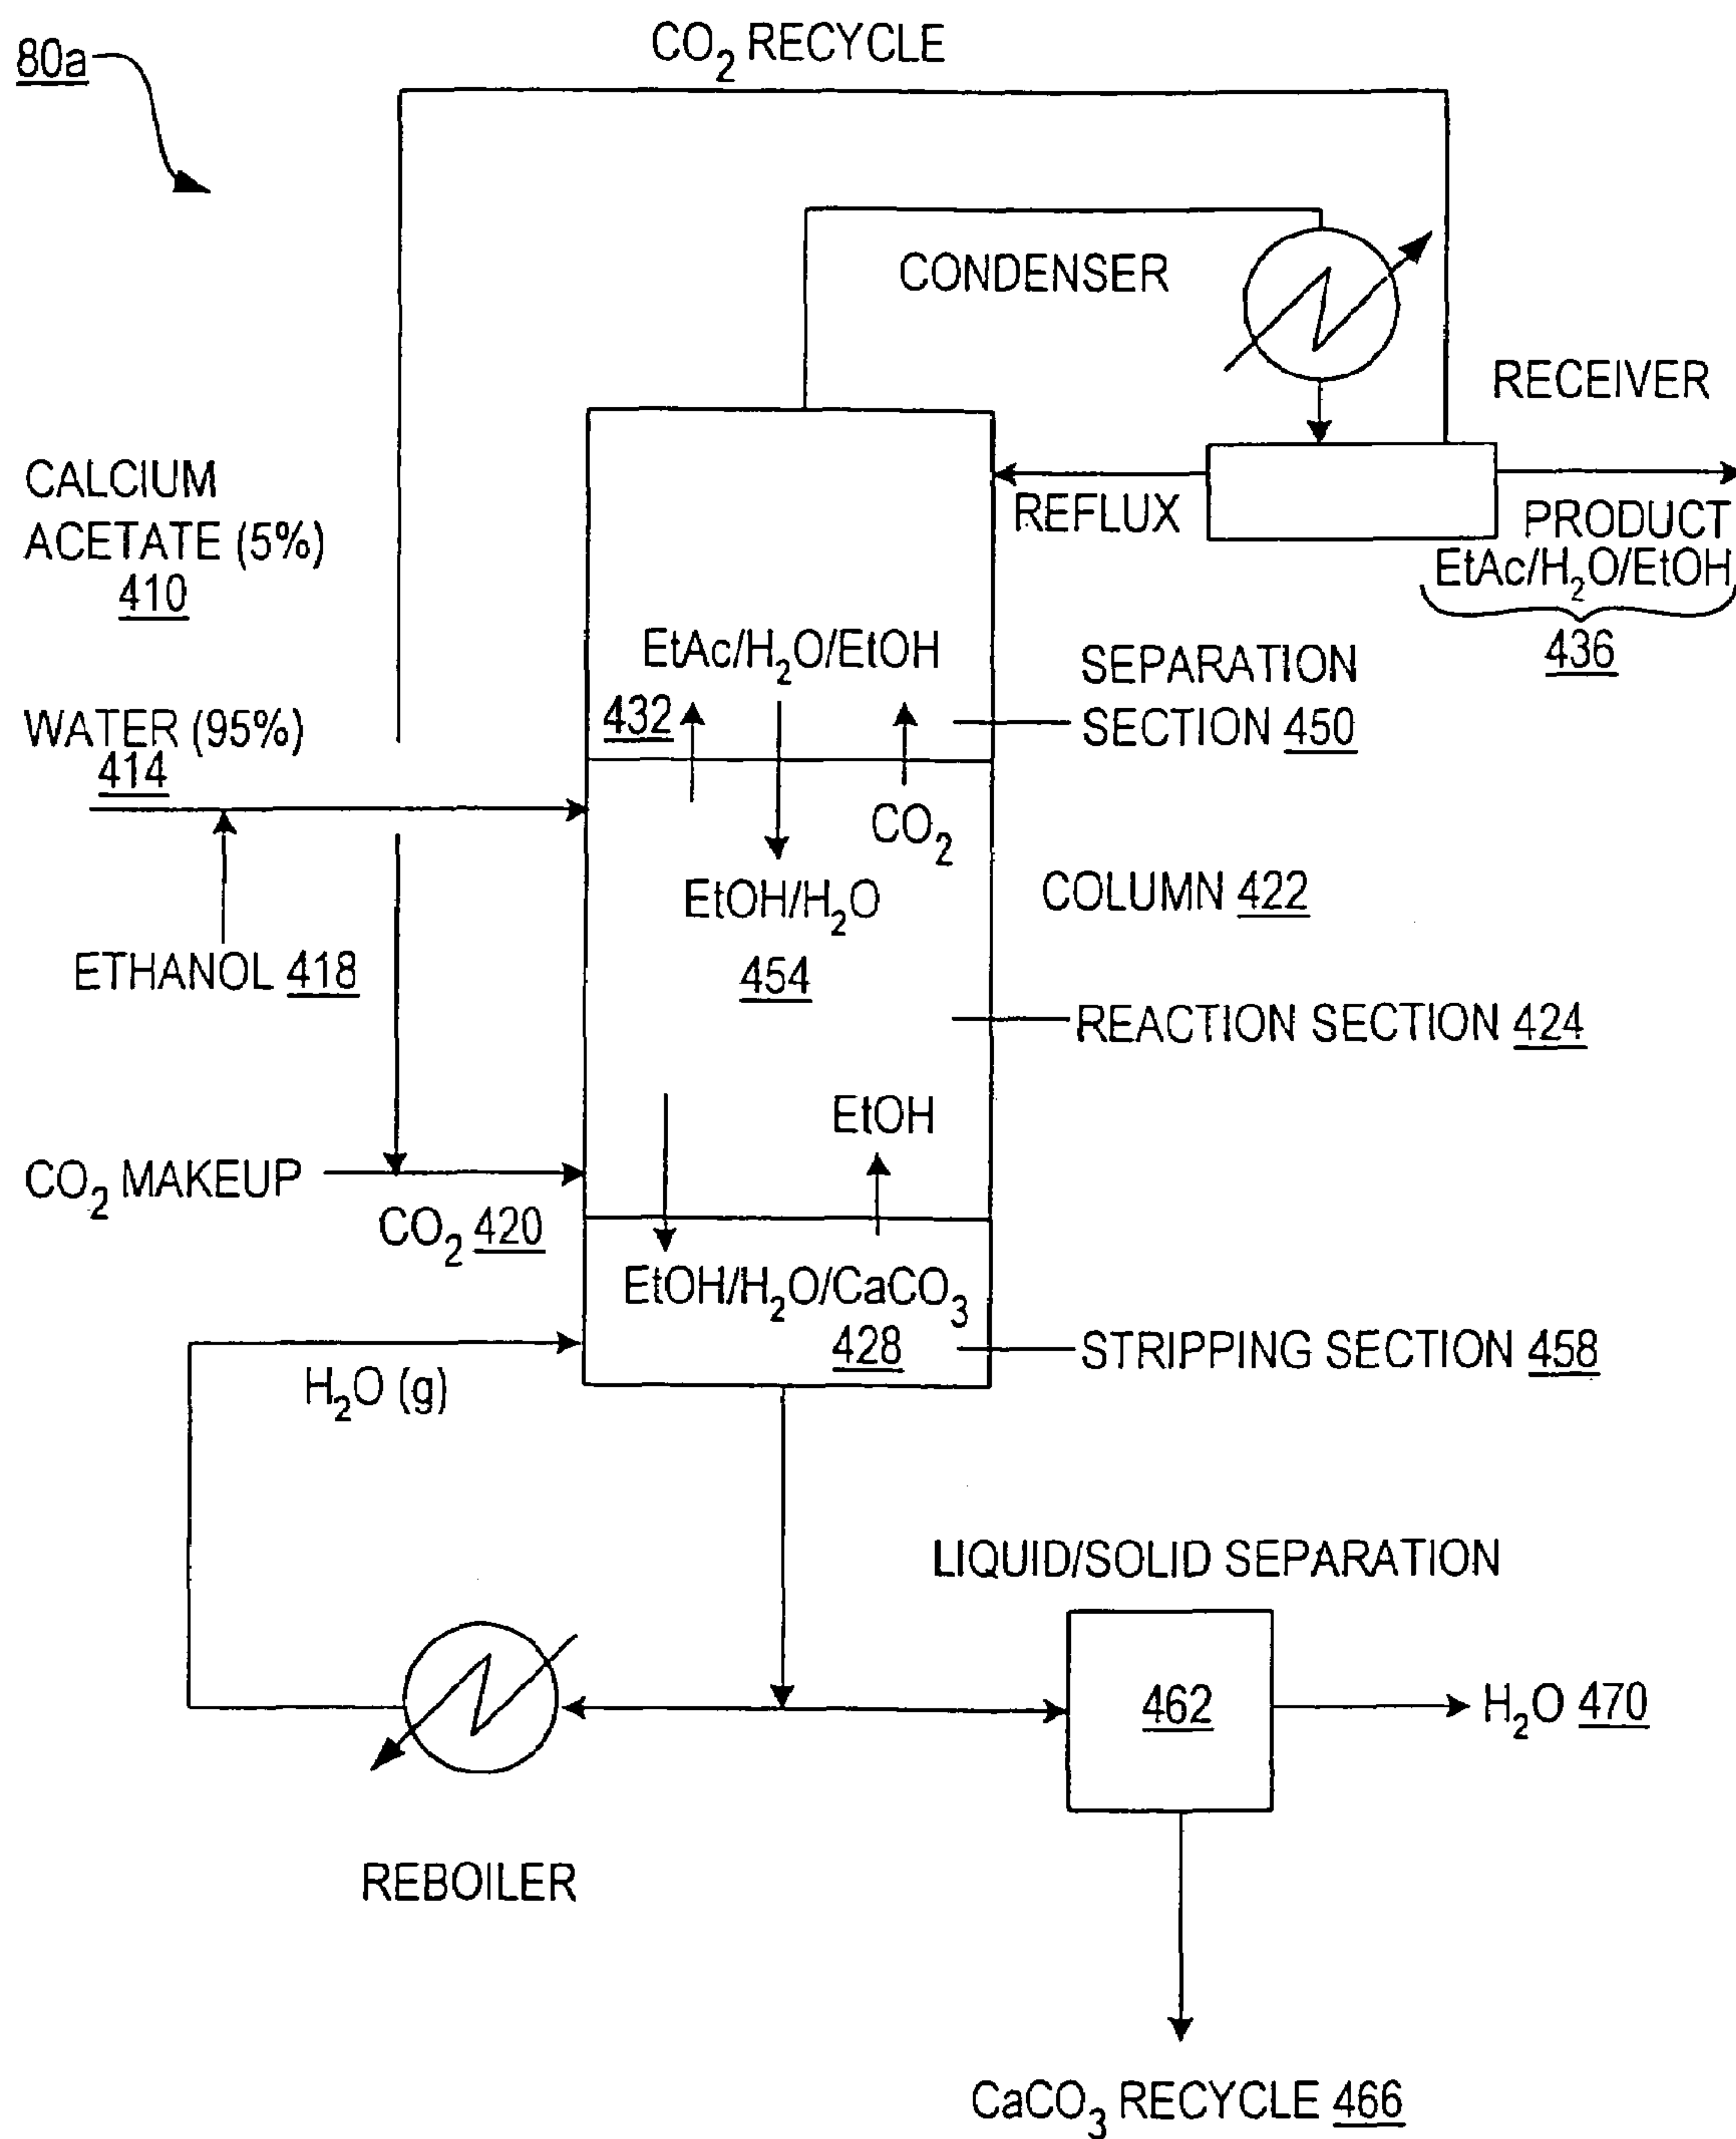 80a
CO₂ RECYCLE
CONDENSER
RECEIVER
CALCIUM
ACETATE (5%)
410
REFLUX
PRODUCT
EtAc/H₂O/EtOH
436
EtAc/H₂O/EtOH
432
SEPARATION
SECTION 450
WATER (95%)
414
CO₂
EtOH/H₂O
454
COLUMN 422
ETHANOL 418
REACTION SECTION 424
EtOH
CO₂ MAKEUP
CO₂ 420
EtOH/H₂O/CaCO₃
428
STRIPPING SECTION 458
H₂O (g)
LIQUID/SOLID SEPARATION
462
H₂O 470
REBOILER
CaCO₃ RECYCLE 466